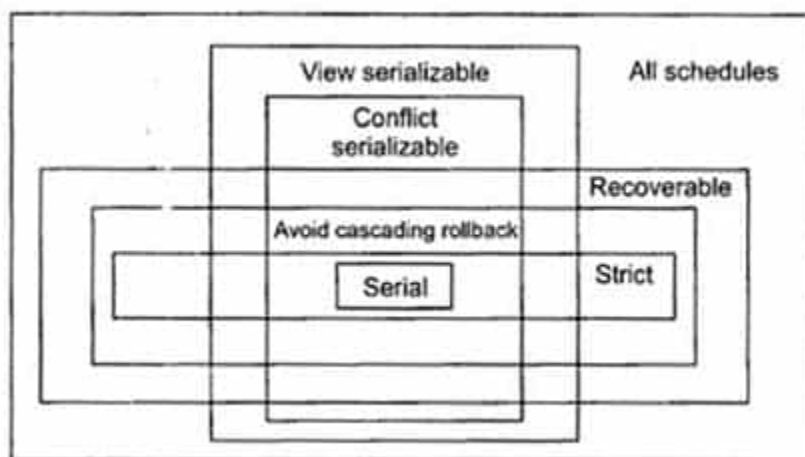 View serializable
All schedules
Conflict
serializable
Recoverable
Avoid cascading rollback
Strict
Serial